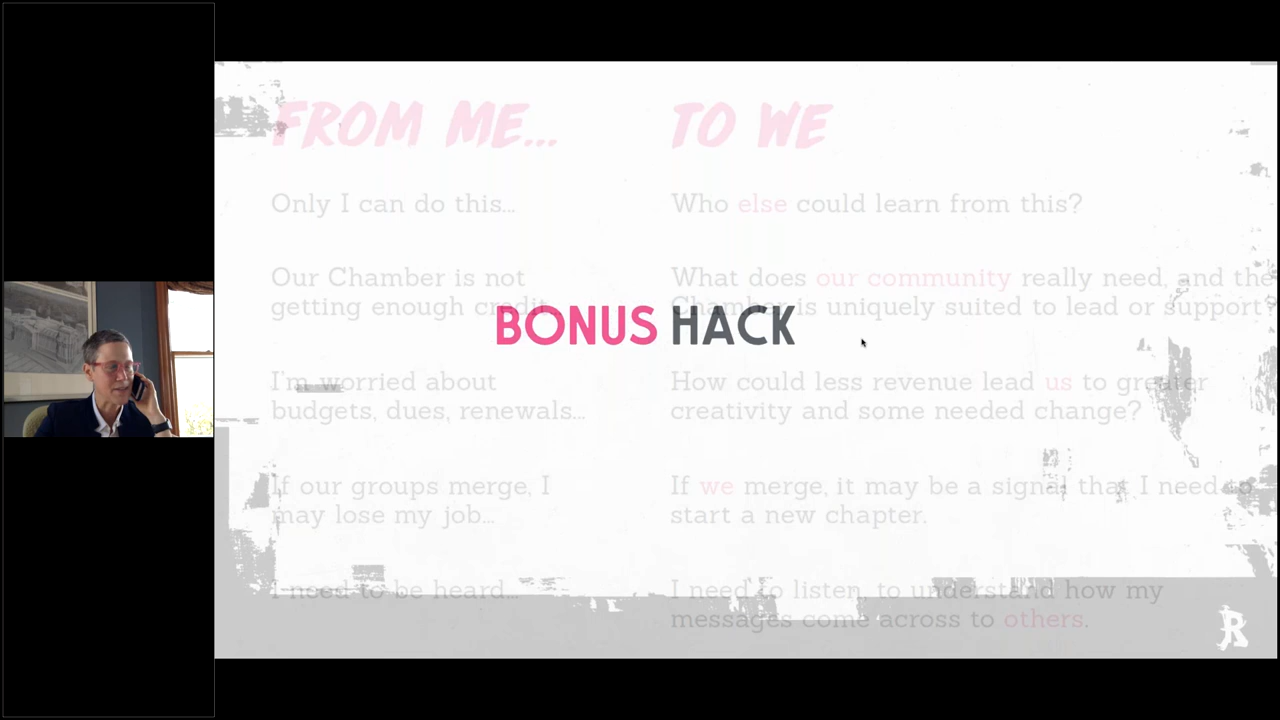 FROM ME...
TO WE
Only I can do this...
Who else could learn from this?
Our Chamber is not
getting enough credit...
What does our community really need, and the
Chamber is uniquely suited to lead or support?
BONUS HACK
I'm worried about
budgets, dues, renewals...
How could less revenue lead us to greater
creativity and some needed change?
If our groups merge, I
may lose my job...
If we merge, it may be a signal that I need to
start a new chapter.
I need to be heard...
I need to listen, to understand how my
messages come across to others.
R